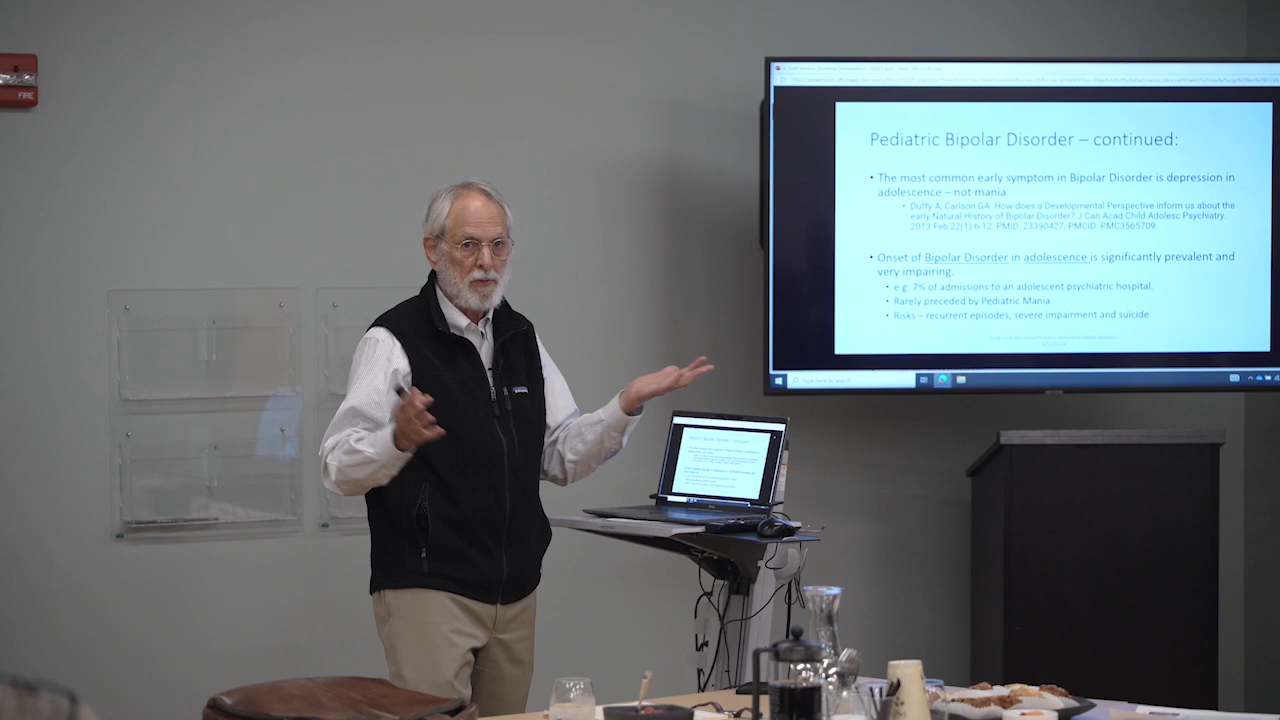 FIRE
Pediatric Bipolar Disorder – continued:
• The most common early symptom in Bipolar Disorder is depression in
adolescence – not mania.
• Duffy A, Carlson GA. How does a Developmental Perspective inform us about the
early Natural History of Bipolar Disorder? J Can Acad Child Adolesc Psychiatry.
2013 Feb;22(1):6-12. PMID: 23390427; PMCID: PMC3565709.
• Onset of Bipolar Disorder in adolescence is significantly prevalent and
very impairing.
• e.g. 7% of admissions to an adolescent psychiatric hospital.
• Rarely preceded by Pediatric Mania
• Risks – recurrent episodes, severe impairment and suicide
Type here to search